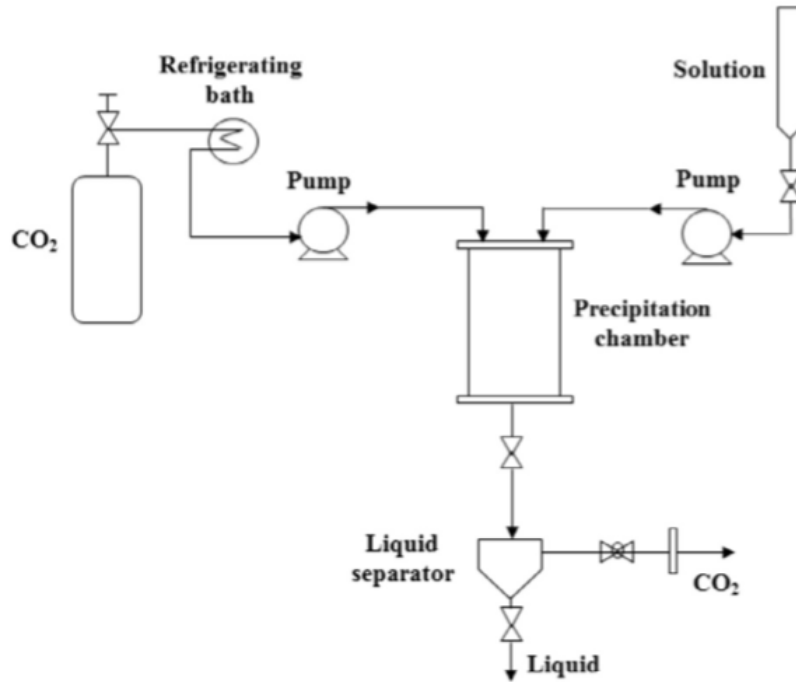 Refrigerating
bath
Solution
Pump
Pump
CO₂
Precipitation
chamber
Liquid
separator
CO₂
Liquid